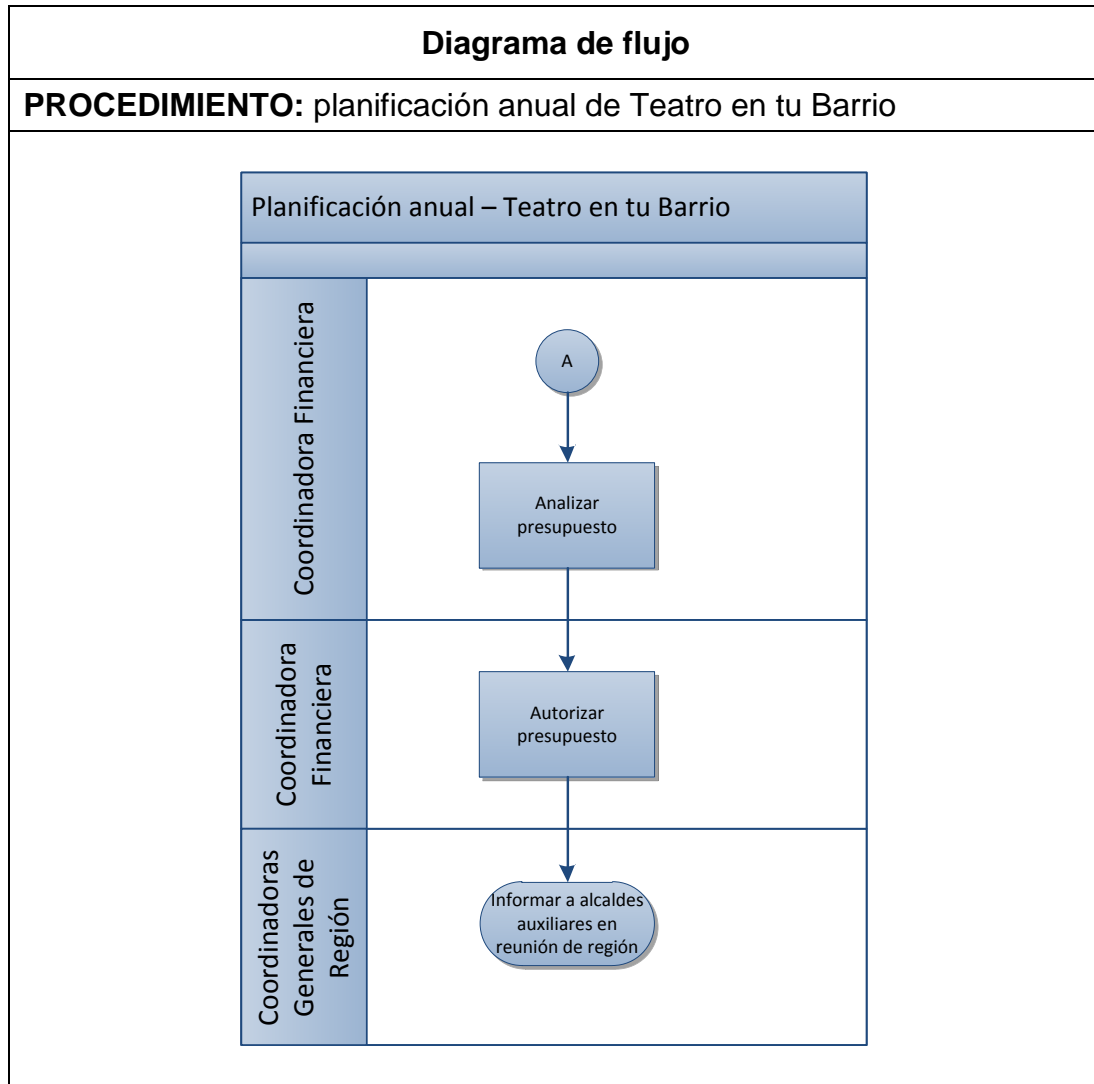 Diagrama de flujo
PROCEDIMIENTO: planificación anual de Teatro en tu Barrio
Planificación anual – Teatro en tu Barrio
Coordinadora Financiera
A
Analizar
presupuesto
Coordinadora
Financiera
Autorizar
presupuesto
Coordinadoras
Generales de
Región
Informar a alcaldes
auxiliares en
reunión de región